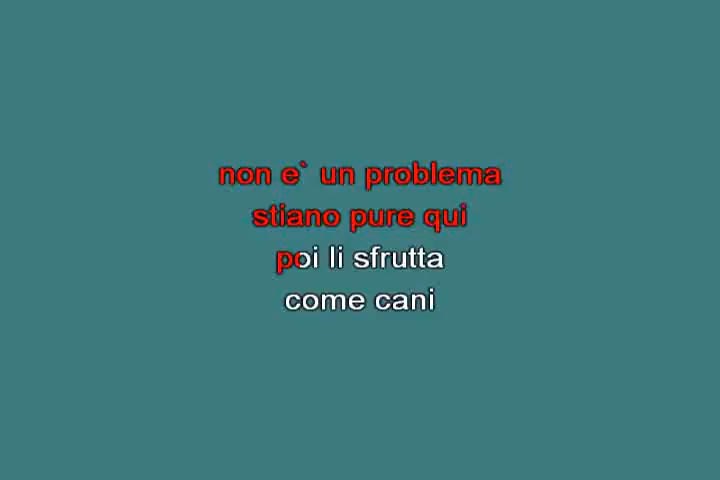 non e` un problema
stiano pure qui
poi li sfrutta
come cani